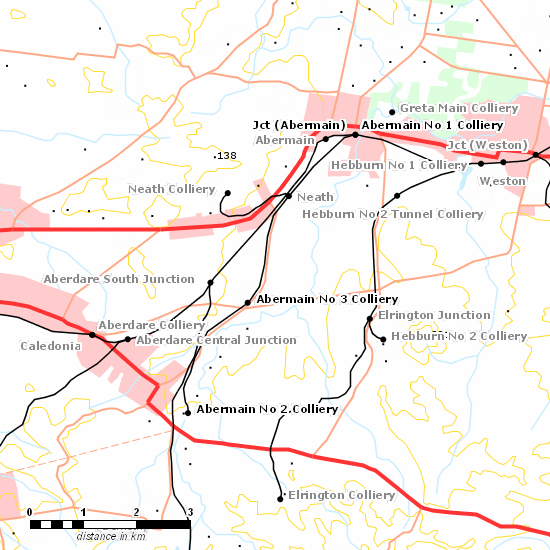 Greta Main Colliery
Jct (Abermain)
Abermain No 1 Colliery
Abermain
Jct (Weston)
.138
Hebburn No 1 Colliery
Weston
Neath Colliery
Neath
Hebburn No 2 Tunnel Colliery
Aberdare South Junction
Abermain No 3 Colliery
Elrington Junction
Aberdare Colliery
Hebburn No 2 Colliery
Aberdare Central Junction
Caledonia
Abermain No 2 Colliery
Elrington Colliery
0 1 2 3
distance in km